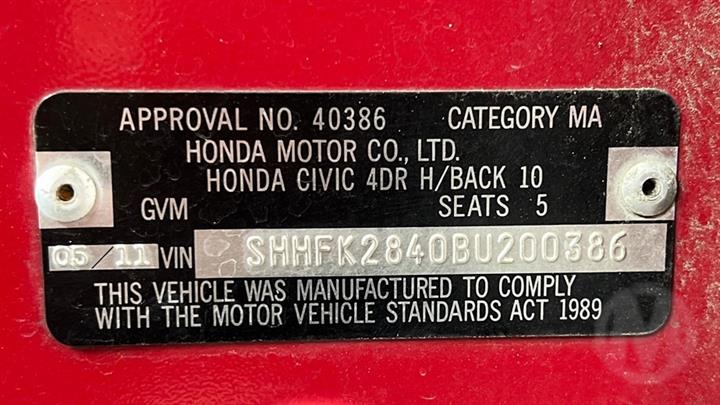 APPROVAL NO. 40386 CATEGORY MA
HONDA MOTOR CO., LTD.
HONDA CIVIC 4DR H/BACK 10
GVM SEATS 5
05/11 VIN SHHFK2840BU200386
THIS VEHICLE WAS MANUFACTURED TO COMPLY
WITH THE MOTOR VEHICLE STANDARDS ACT 1989